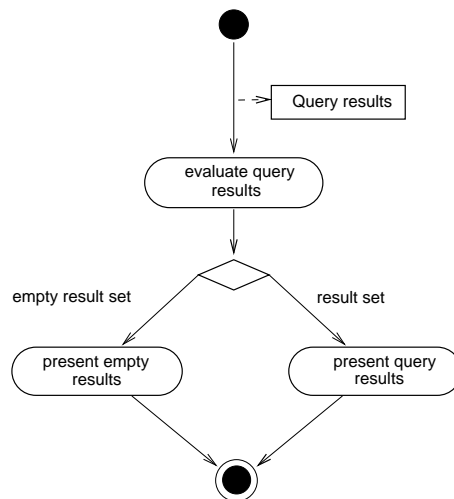 Query results
evaluate query
results
empty result set
result set
present empty
results
present query
results